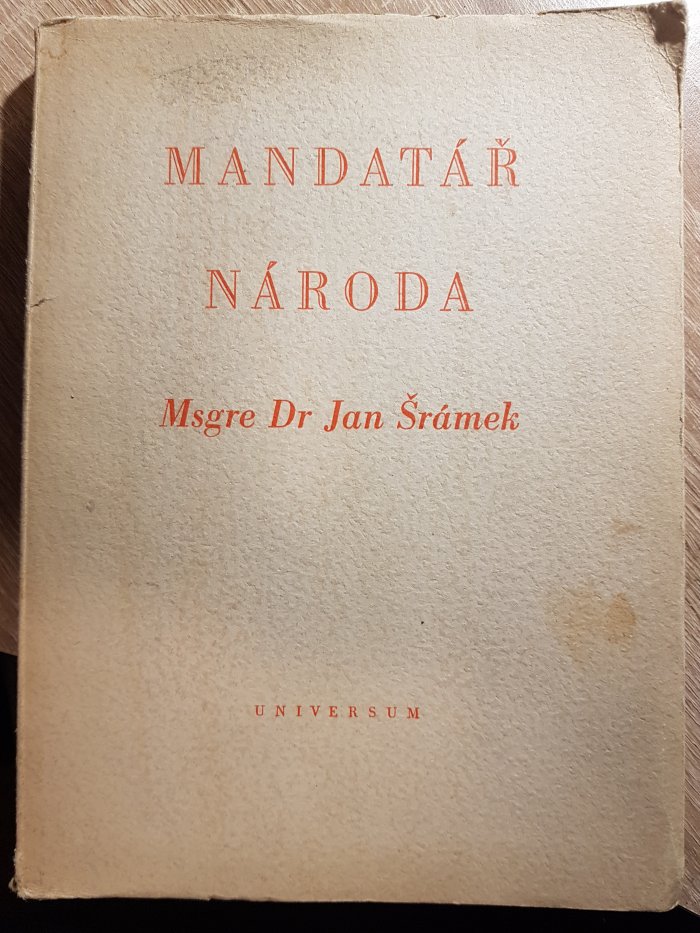 MANDATÁŘ
NÁRODA
Msgre Dr Jan Šrámek
UNIVERSUM